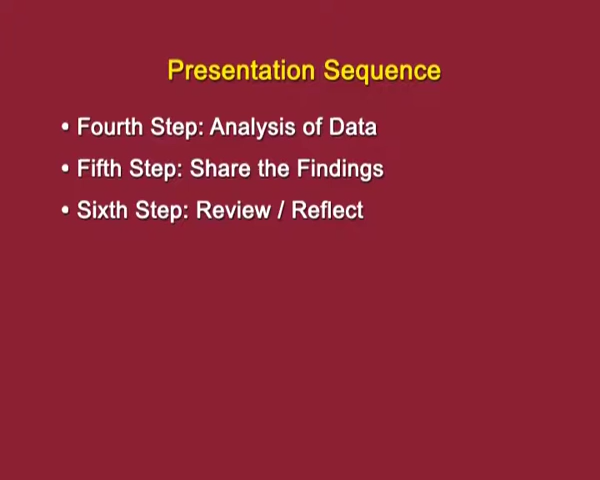 Presentation Sequence
• Fourth Step: Analysis of Data
• Fifth Step: Share the Findings
• Sixth Step: Review / Reflect